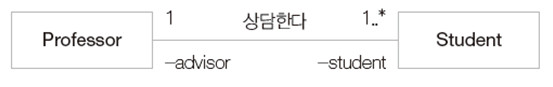 1 상담한다 1..*
Professor Student
–advisor –student